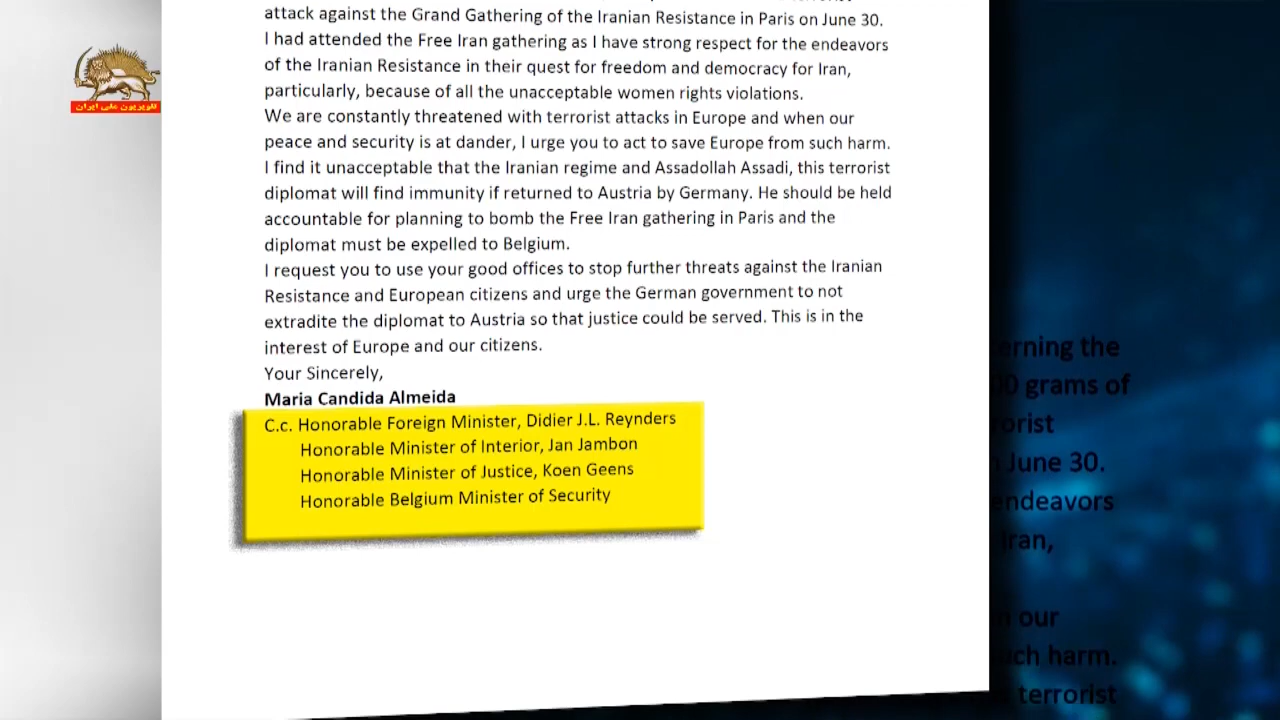 attack against the Grand Gathering of the Iranian Resistance in Paris on June 30.
I had attended the Free Iran gathering as I have strong respect for the endeavors
of the Iranian Resistance in their quest for freedom and democracy for Iran,
particularly, because of all the unacceptable women rights violations.
We are constantly threatened with terrorist attacks in Europe and when our
peace and security is at dander, I urge you to act to save Europe from such harm.
I find it unacceptable that the Iranian regime and Assadollah Assadi, this terrorist
diplomat will find immunity if returned to Austria by Germany. He should be held
accountable for planning to bomb the Free Iran gathering in Paris and the
diplomat must be expelled to Belgium.
I request you to use your good offices to stop further threats against the Iranian
Resistance and European citizens and urge the German government to not
extradite the diplomat to Austria so that justice could be served. This is in the
interest of Europe and our citizens.
Your Sincerely,
Maria Candida Almeida
C.c. Honorable Foreign Minister, Didier J.L. Reynders
Honorable Minister of Interior, Jan Jambon
Honorable Minister of Justice, Koen Geens
Honorable Belgium Minister of Security
تلویزیون ملی ایران
erning the
0 grams of
orist
June 30.
endeavors
Iran,
our
ch harm.
terrorist